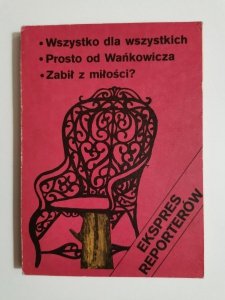 • Wszystko dla wszystkich
• Prosto od Wańkowicza
• Zabił z miłości?
EKSPRES
REPORTERÓW